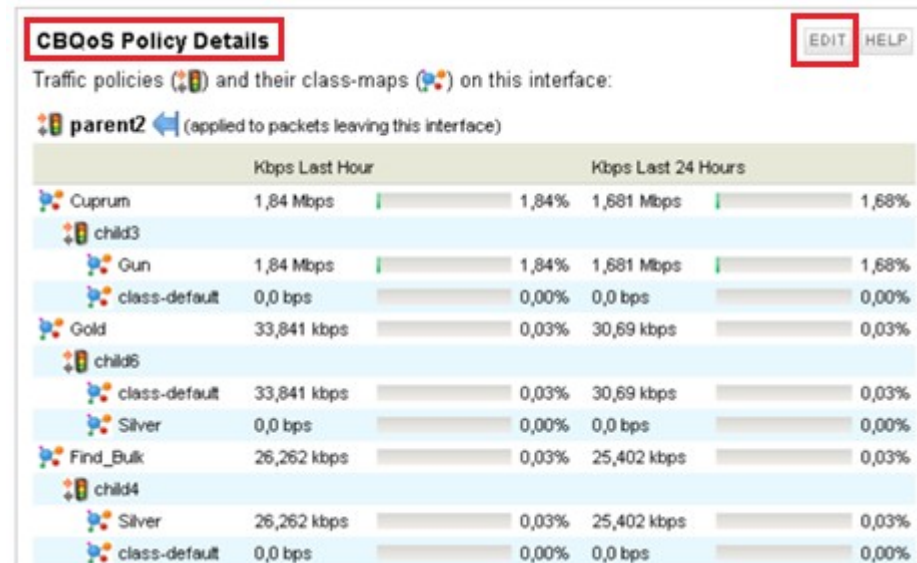 CBQoS Policy Details EDIT HELP
Traffic policies () and their class-maps () on this interface:
parent2 (applied to packets leaving this interface)
Kbps Last Hour Kbps Last 24 Hours
Cuprum 1,84 Mbps 1,84% 1,681 Mbps 1,68%
child3
Gun 1,84 Mbps 1,84% 1,681 Mbps 1,68%
class-default 0,0 bps 0,00% 0,0 bps 0,00%
Gold 33,841 kbps 0,03% 30,69 kbps 0,03%
child6
class-default 33,841 kbps 0,03% 30,69 kbps 0,03%
Silver 0,0 bps 0,00% 0,0 bps 0,00%
Find_Bulk 26,262 kbps 0,03% 25,402 kbps 0,03%
child4
Silver 26,262 kbps 0,03% 25,402 kbps 0,03%
class-default 0,0 bps 0,00% 0,0 bps 0,00%